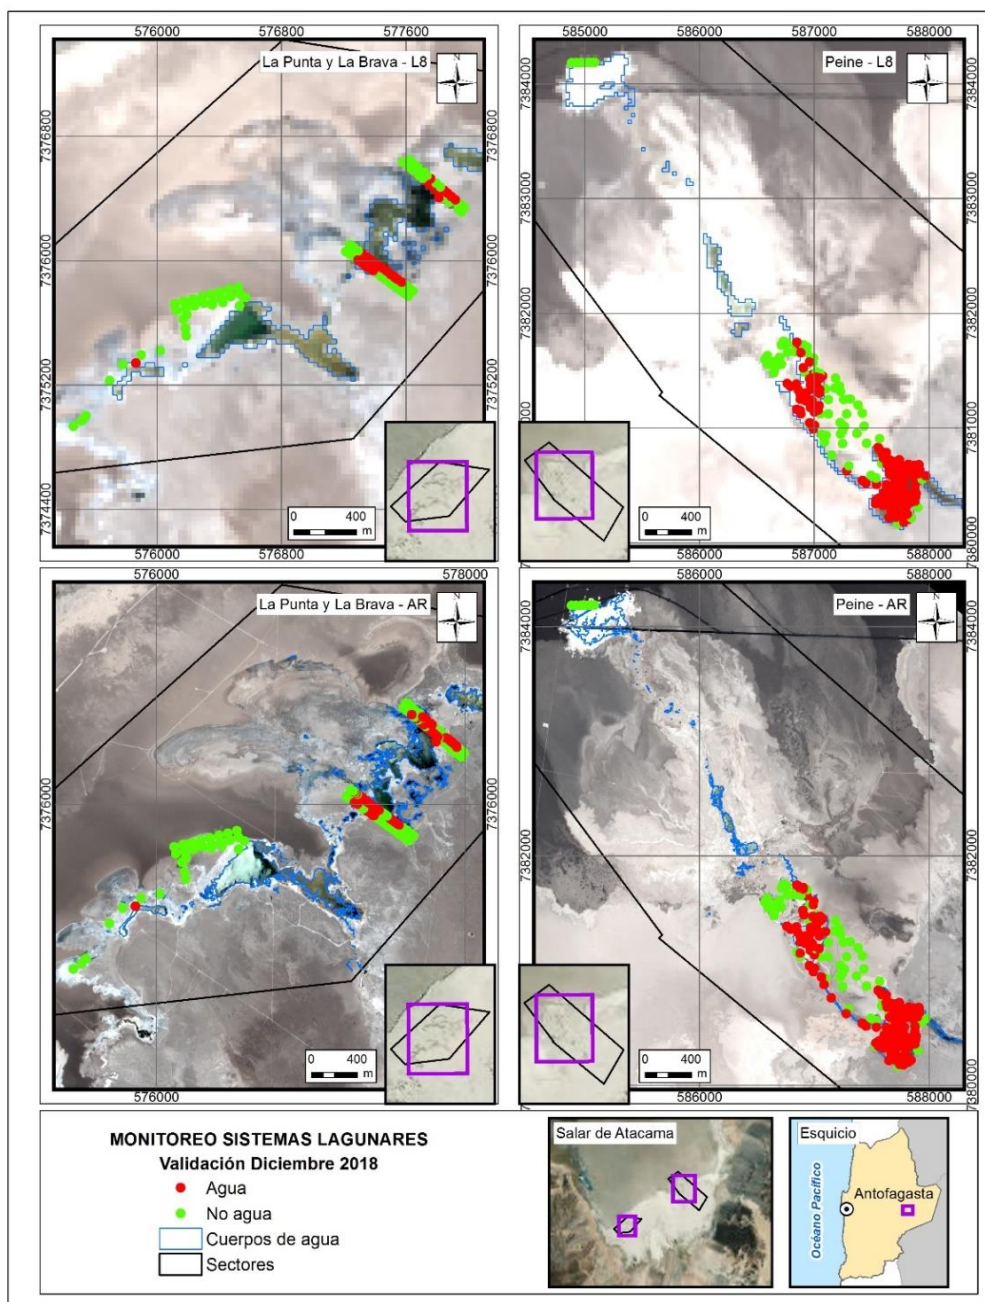 576000 576800 577600
La Punta y La Brava - L8
N
7376800
7376000
7375200
7374400
7376800
7376000
7375200
7374400
0 400
m
576000 576800 577600
585000 586000 587000 588000
Peine - L8
N
7384000
7383000
7382000
7381000
7380000
7384000
7383000
7382000
7381000
0 400
m
586000 587000 588000
576000 578000
La Punta y La Brava - AR
N
7376000
7376000
0 400
m
576000
586000 588000
Peine - AR
N
7384000
7382000
7384000
7382000
7380000
0 400
m
586000 588000
MONITOREO SISTEMAS LAGUNARES
Validación Diciembre 2018
Agua
No agua
Cuerpos de agua
Sectores
Salar de Atacama
Esquicio
Océano Pacífico
Antofagasta